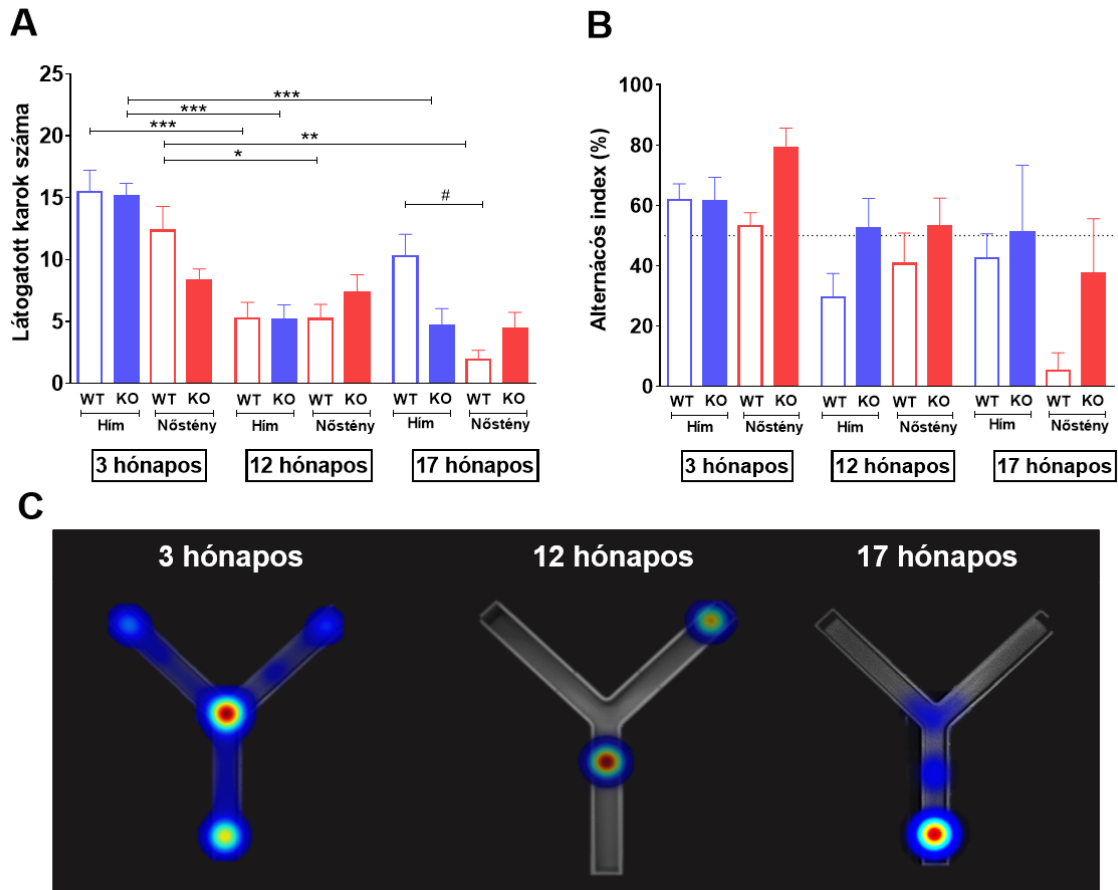 A
Látogatott karok száma
25
20
15
10
5
0
***
***
***
**
*
#
WT KO WT KO WT KO WT KO WT KO WT KO
Hím Nőstény Hím Nőstény Hím Nőstény
3 hónapos 12 hónapos 17 hónapos
B
Alternácós index (%)
100
80
60
40
20
0
WT KO WT KO WT KO WT KO WT KO WT KO
Hím Nőstény Hím Nőstény Hím Nőstény
3 hónapos 12 hónapos 17 hónapos
C
3 hónapos 12 hónapos 17 hónapos